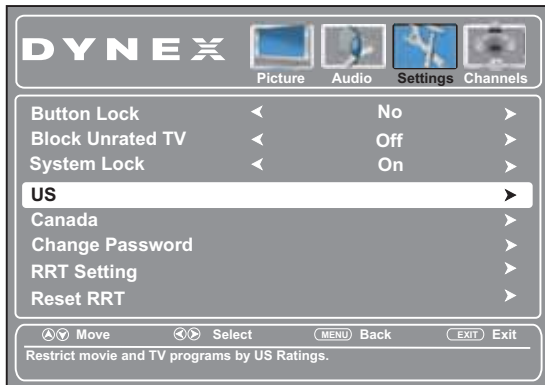 DYNEX
Picture Audio Settings Channels
Button Lock No
Block Unrated TV Off
System Lock On
US
Canada
Change Password
RRT Setting
Reset RRT
Move Select MENU Back EXIT Exit
Restrict movie and TV programs by US Ratings.